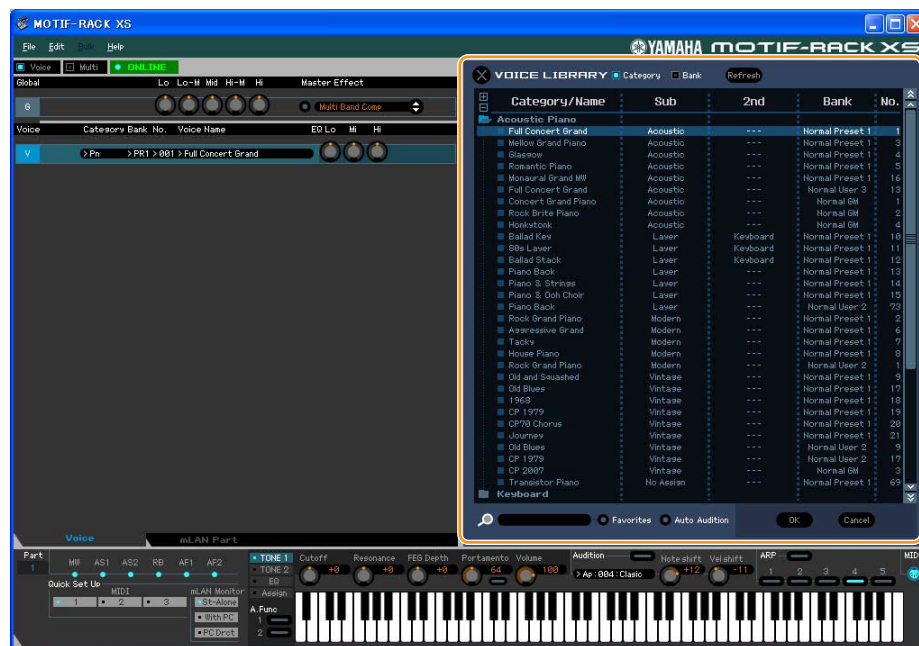 MOTIF-RACK XS
File Edit Bulk Help
YAMAHA MOTIF-RACK XS
Voice Multi ONLINE
Global Lo Lo-M Mid Hi-M Hi Master Effect
G Multi Band Comp
Voice Category Bank No. Voice Name EQ Lo Mi Hi
V >Pn >PR1 > 001 > Full Concert Grand
VOICE LIBRARY Category Bank Refresh
Category/Name Sub 2nd Bank No.
Acoustic Piano
Full Concert Grand Acoustic --- Normal Preset 1 1
Mellow Grand Piano Acoustic --- Normal Preset 1 3
Glasgow Acoustic --- Normal Preset 1 4
Romantic Piano Acoustic --- Normal Preset 1 5
Monaural Grand MW Acoustic --- Normal Preset 1 16
Full Concert Grand Acoustic --- Normal User 3 13
Concert Grand Piano Acoustic --- Normal GM 1
Rock Brite Piano Acoustic --- Normal GM 2
Honkytonk Acoustic --- Normal GM 4
Ballad Key Layer Keyboard Normal Preset 1 10
80s Layer Layer Keyboard Normal Preset 1 11
Ballad Stack Layer Keyboard Normal Preset 1 12
Piano Back Layer --- Normal Preset 1 13
Piano & Strings Layer --- Normal Preset 1 14
Piano & Ooh Choir Layer --- Normal Preset 1 15
Piano Back Layer --- Normal User 2 73
Rock Grand Piano Modern --- Normal Preset 1 2
Aggressive Grand Modern --- Normal Preset 1 6
Tacky Modern --- Normal Preset 1 7
House Piano Modern --- Normal Preset 1 8
Rock Grand Piano Modern --- Normal User 2 1
Old and Squashed Vintage --- Normal Preset 1 9
Old Blues Vintage --- Normal Preset 1 17
1968 Vintage --- Normal Preset 1 18
CP 1979 Vintage --- Normal Preset 1 19
CP70 Chorus Vintage --- Normal Preset 1 20
Journey Vintage --- Normal Preset 1 21
Old Blues Vintage --- Normal User 2 9
CP 1979 Vintage --- Normal User 2 17
CP 2007 Vintage --- Normal GM 3
Transistor Piano No Assign --- Normal Preset 1 69
Keyboard
Favorites Auto Audition OK Cancel
Voice mLAN Part
Part MW AS1 AS2 RB AF1 AF2
1
Quick Set Up
MIDI mLAN Monitor
1 2 3 St-Alone
With PC
PC Drct
TONE 1 Cutoff Resonance FEG Depth Portamento Volume Audition Note shift Vel shift ARP MID
TONE 2 +0 +0 +0 64 100 >Ap:004:Clasic +12 -11 1 2 3 4 5
EQ
Assign
A.Func
1
2